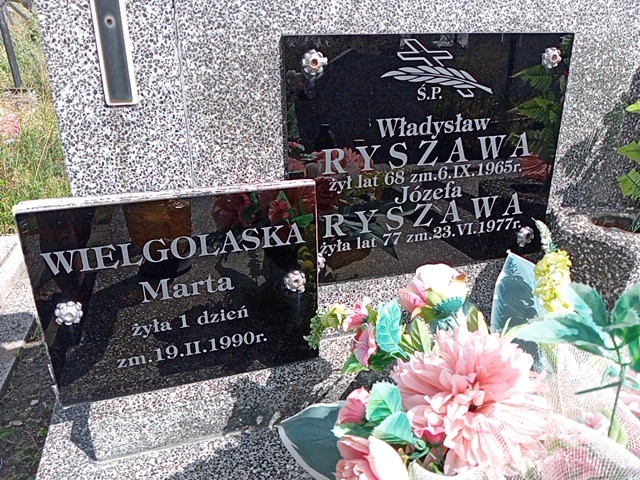 Ś.P.
Władysław
RYSZAWA
żył lat 68 zm.6.IX.1965r.
Józefa
RYSZAWA
żyła lat 77 zm.23.VI.1977r.
WIELGOLASKA
Marta
żyła 1 dzień
zm.19.II.1990r.